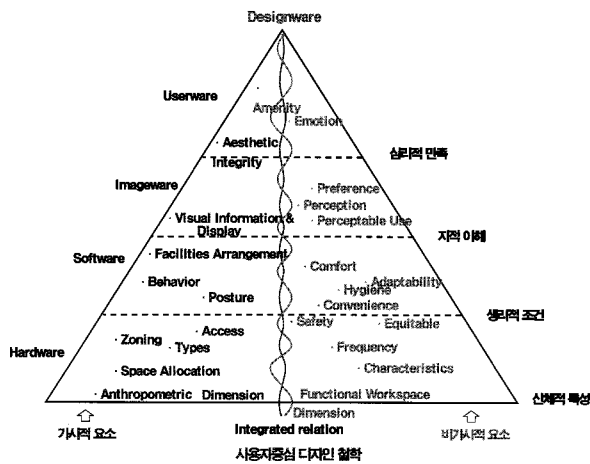 Designware
Userware
Amenity
Emotion
Aesthetic
Integrity
심리적 만족
Imageware
Preference
Perception
Visual Information &
Display
Perceptable Use
지적 이해
Software
Facilities Arrangement
Comfort
Behavior
Adaptability
Hygiene
Posture
Convenience
생리적 조건
Safety
Equitable
Access
Zoning
Types
Frequency
Hardware
Space Allocation
Characteristics
Anthropometric Dimension
Functional Workspace
Dimension
신체적 특성
가시적 요소
Integrated relation
비가시적 요소
사용자중심 디자인 철학